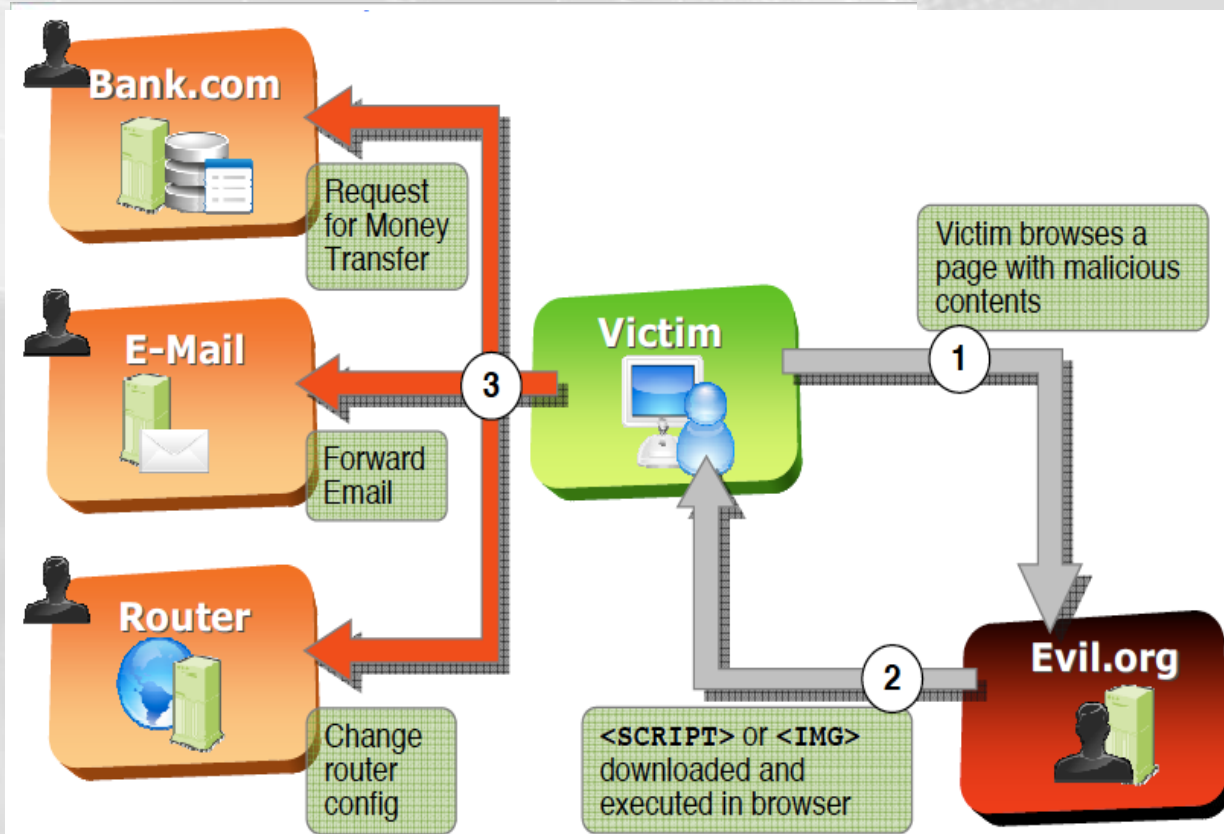 Bank.com
Request
for Money
Transfer
E-Mail
Forward
Email
Router
Change
router
config
Victim
3
Victim browses a
page with malicious
contents
1
2
<SCRIPT> or <IMG>
downloaded and
executed in browser
Evil.org